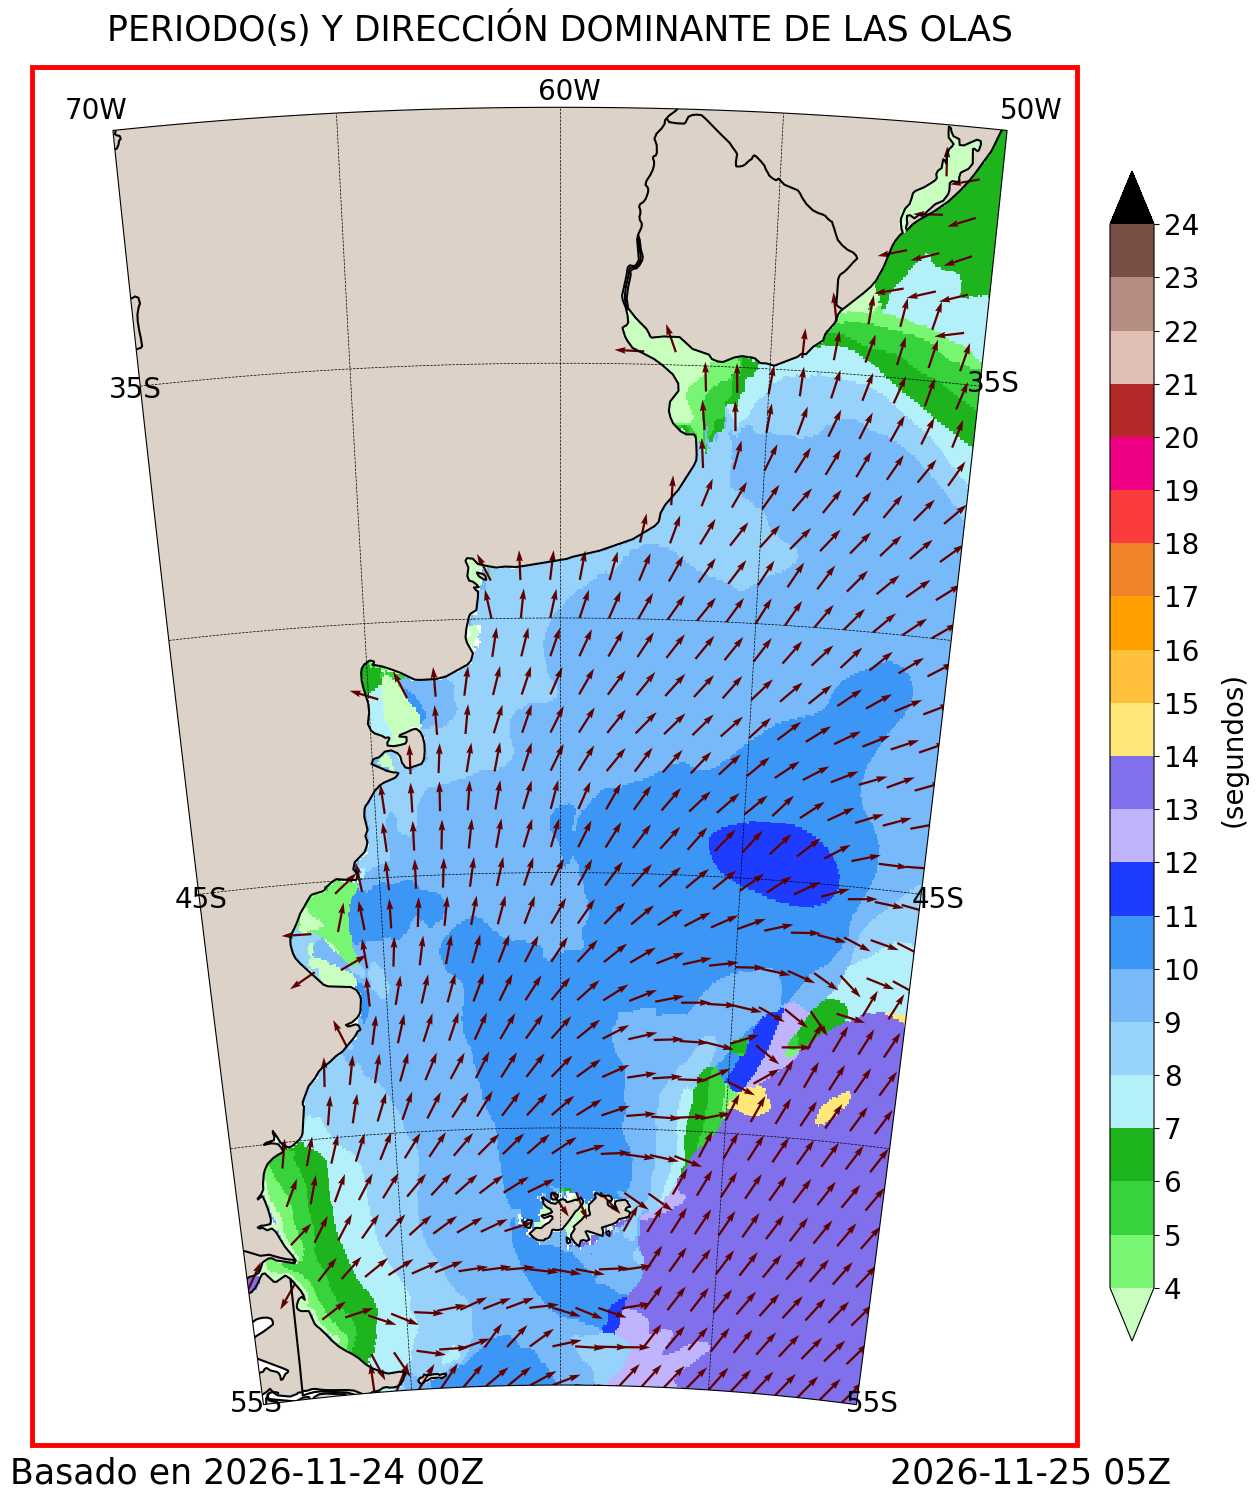 PERIODO(s) Y DIRECCIÓN DOMINANTE DE LAS OLAS
70W
60W
50W
35S
35S
45S
45S
55S
55S
24
23
22
21
20
19
18
17
16
15
14
13
12
11
10
9
8
7
6
5
4
(segundos)
Basado en 2026-11-24 00Z
2026-11-25 05Z